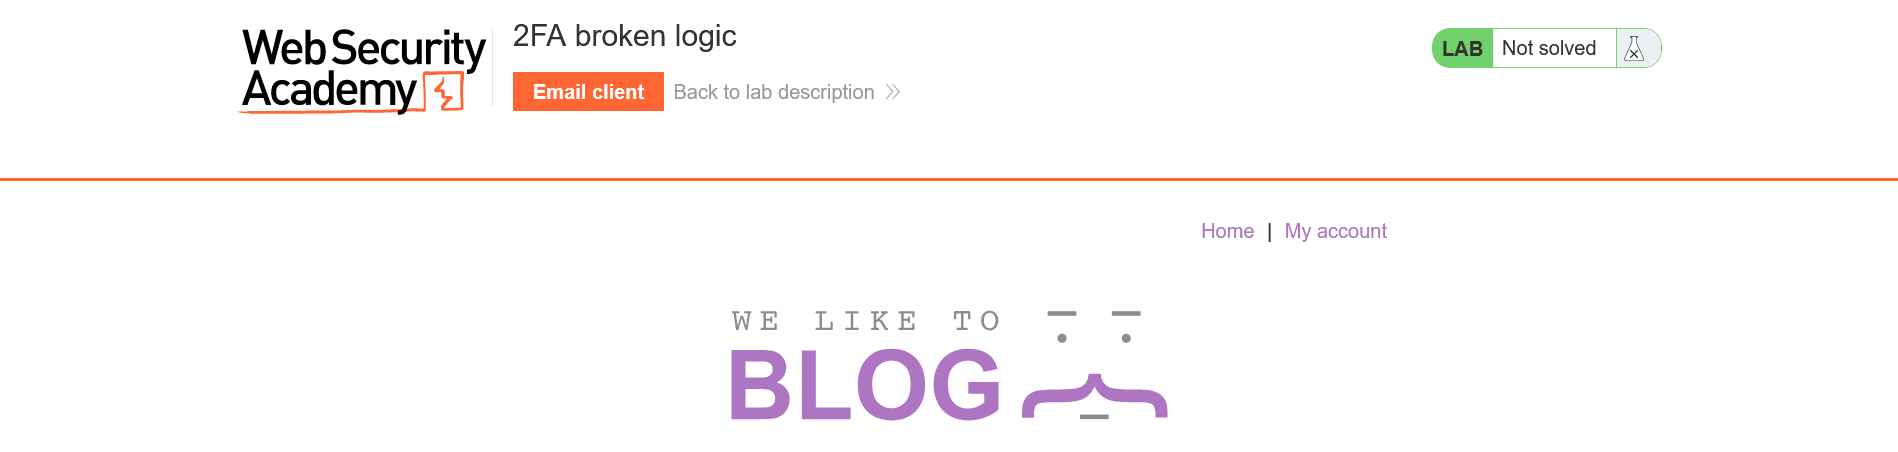 Web Security
Academy
2FA broken logic
Email client Back to lab description
LAB Not solved
Home | My account
WE LIKE TO
BLOG